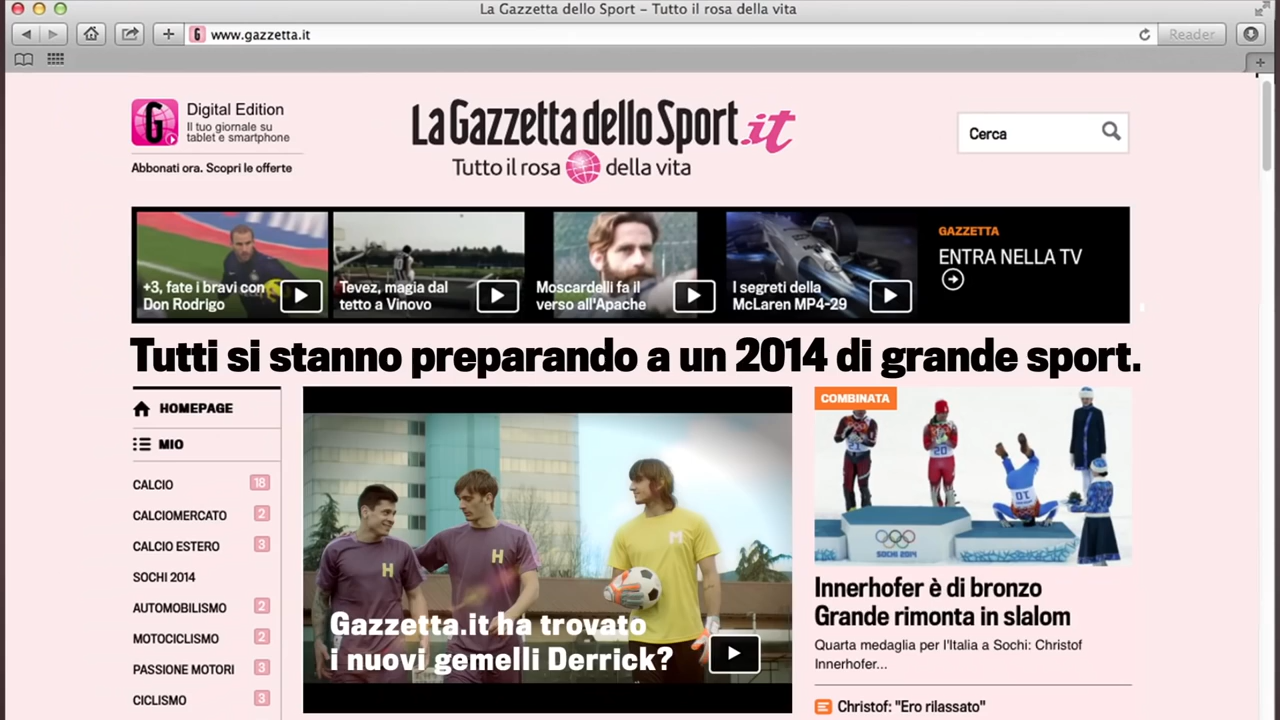 La Gazzetta dello Sport – Tutto il rosa della vita
www.gazzetta.it
Reader
G
Digital Edition
Il tuo giornale su
tablet e smartphone
Abbonati ora. Scopri le offerte
La Gazzetta dello Sport.it
Tutto il rosa della vita
Cerca
+3, fate i bravi con
Don Rodrigo
Tevez, magia dal
tetto a Vinovo
Moscardelli fa il
verso all'Apache
I segreti della
McLaren MP4-29
GAZZETTA
ENTRA NELLA TV
Tutti si stanno preparando a un 2014 di grande sport.
HOMEPAGE
MIO
CALCIO 18
CALCIOMERCATO 2
CALCIO ESTERO 3
SOCHI 2014
AUTOMOBILISMO 2
MOTOCICLISMO 2
PASSIONE MOTORI 3
CICLISMO 3
H
H
M
Gazzetta.it ha trovato
i nuovi gemelli Derrick?
COMBINATA
21
20
10
sochi 2014
Innerhofer è di bronzo
Grande rimonta in slalom
Quarta medaglia per l'Italia a Sochi: Christof
Innerhofer...
Christof: "Ero rilassato"